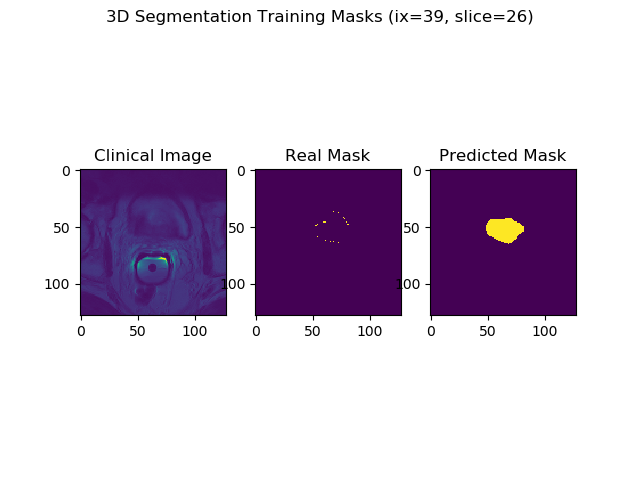 3D Segmentation Training Masks (ix=39, slice=26)
Clinical Image Real Mask Predicted Mask
0 0 0
50 50 50
100 100 100
0 50 100 0 50 100 0 50 100